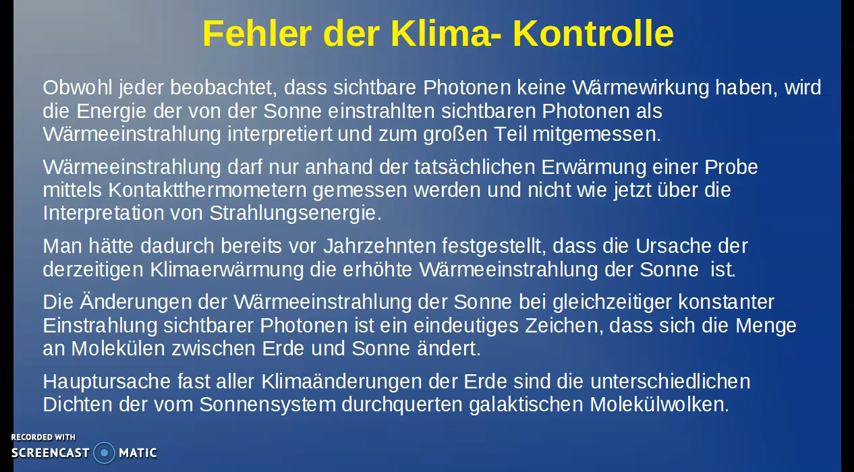 Fehler der Klima- Kontrolle
Obwohl jeder beobachtet, dass sichtbare Photonen keine Wärmewirkung haben, wird
die Energie der von der Sonne einstrahlten sichtbaren Photonen als
Wärmeeinstrahlung interpretiert und zum großen Teil mitgemessen.
Wärmeeinstrahlung darf nur anhand der tatsächlichen Erwärmung einer Probe
mittels Kontaktthermometern gemessen werden und nicht wie jetzt über die
Interpretation von Strahlungsenergie.
Man hätte dadurch bereits vor Jahrzehnten festgestellt, dass die Ursache der
derzeitigen Klimaerwärmung die erhöhte Wärmeeinstrahlung der Sonne  ist.
Die Änderungen der Wärmeeinstrahlung der Sonne bei gleichzeitiger konstanter
Einstrahlung sichtbarer Photonen ist ein eindeutiges Zeichen, dass sich die Menge
an Molekülen zwischen Erde und Sonne ändert.
Hauptursache fast aller Klimaänderungen der Erde sind die unterschiedlichen
Dichten der vom Sonnensystem durchquerten galaktischen Molekülwolken.
RECORDED WITH
SCREENCAST MATIC